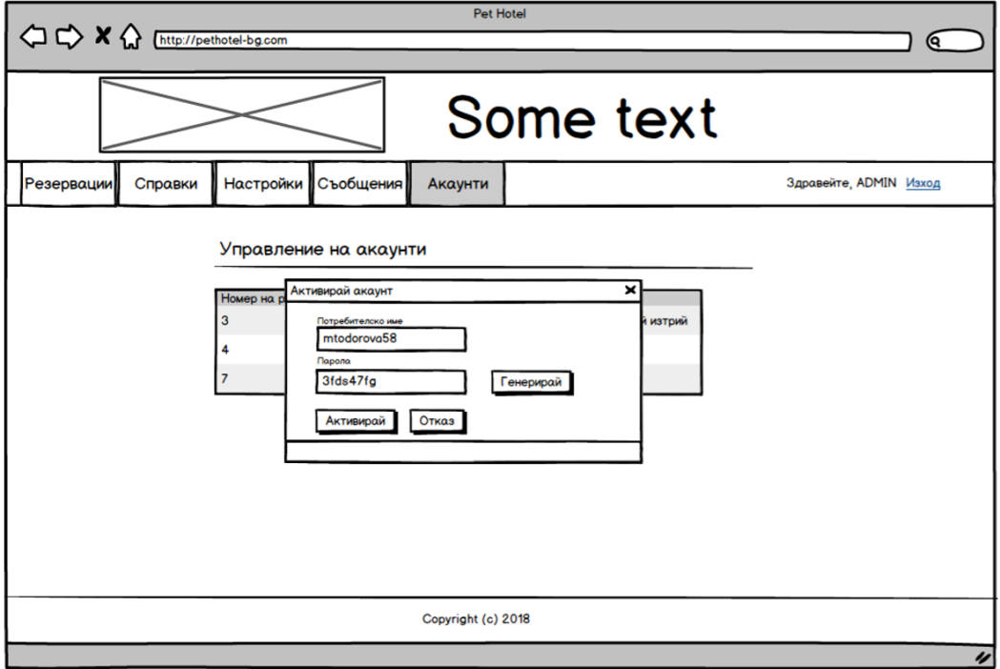 Pet Hotel
http://pethotel-bg.com
Some text
Резервации Справки Настройки Съобщения Акаунти Здравейте, ADMIN Изход
Управление на акаунти
Активирай акаунт
Номер на
Потребителско име
3 mtodorova58 изтрий
4
Парола
7 3fds47fg Генерирай
Активирай Отказ
Copyright (c) 2018